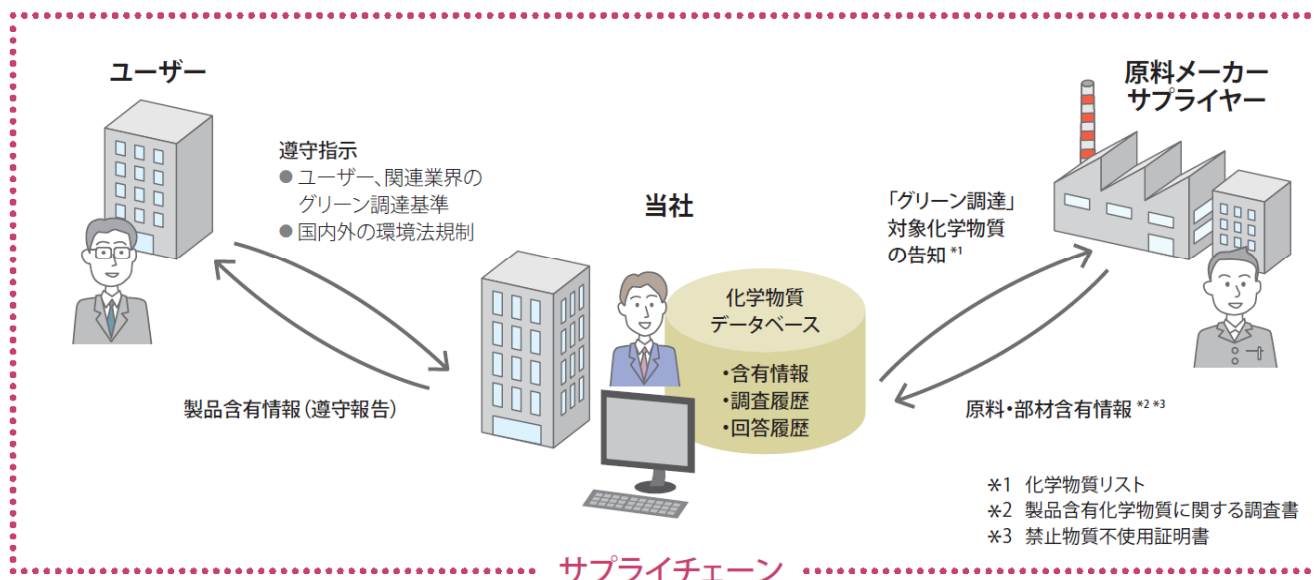 ユーザー
原料メーカー
サプライヤー
遵守指示
● ユーザー、関連業界の
グリーン調達基準
● 国内外の環境法規制
当社
「グリーン調達」
対象化学物質
の告知 *1
化学物質
データベース
・含有情報
・調査履歴
・回答履歴
製品含有情報(遵守報告)
原料・部材含有情報 *2 *3
*1 化学物質リスト
*2 製品含有化学物質に関する調査書
*3 禁止物質不使用証明書
サプライチェーン